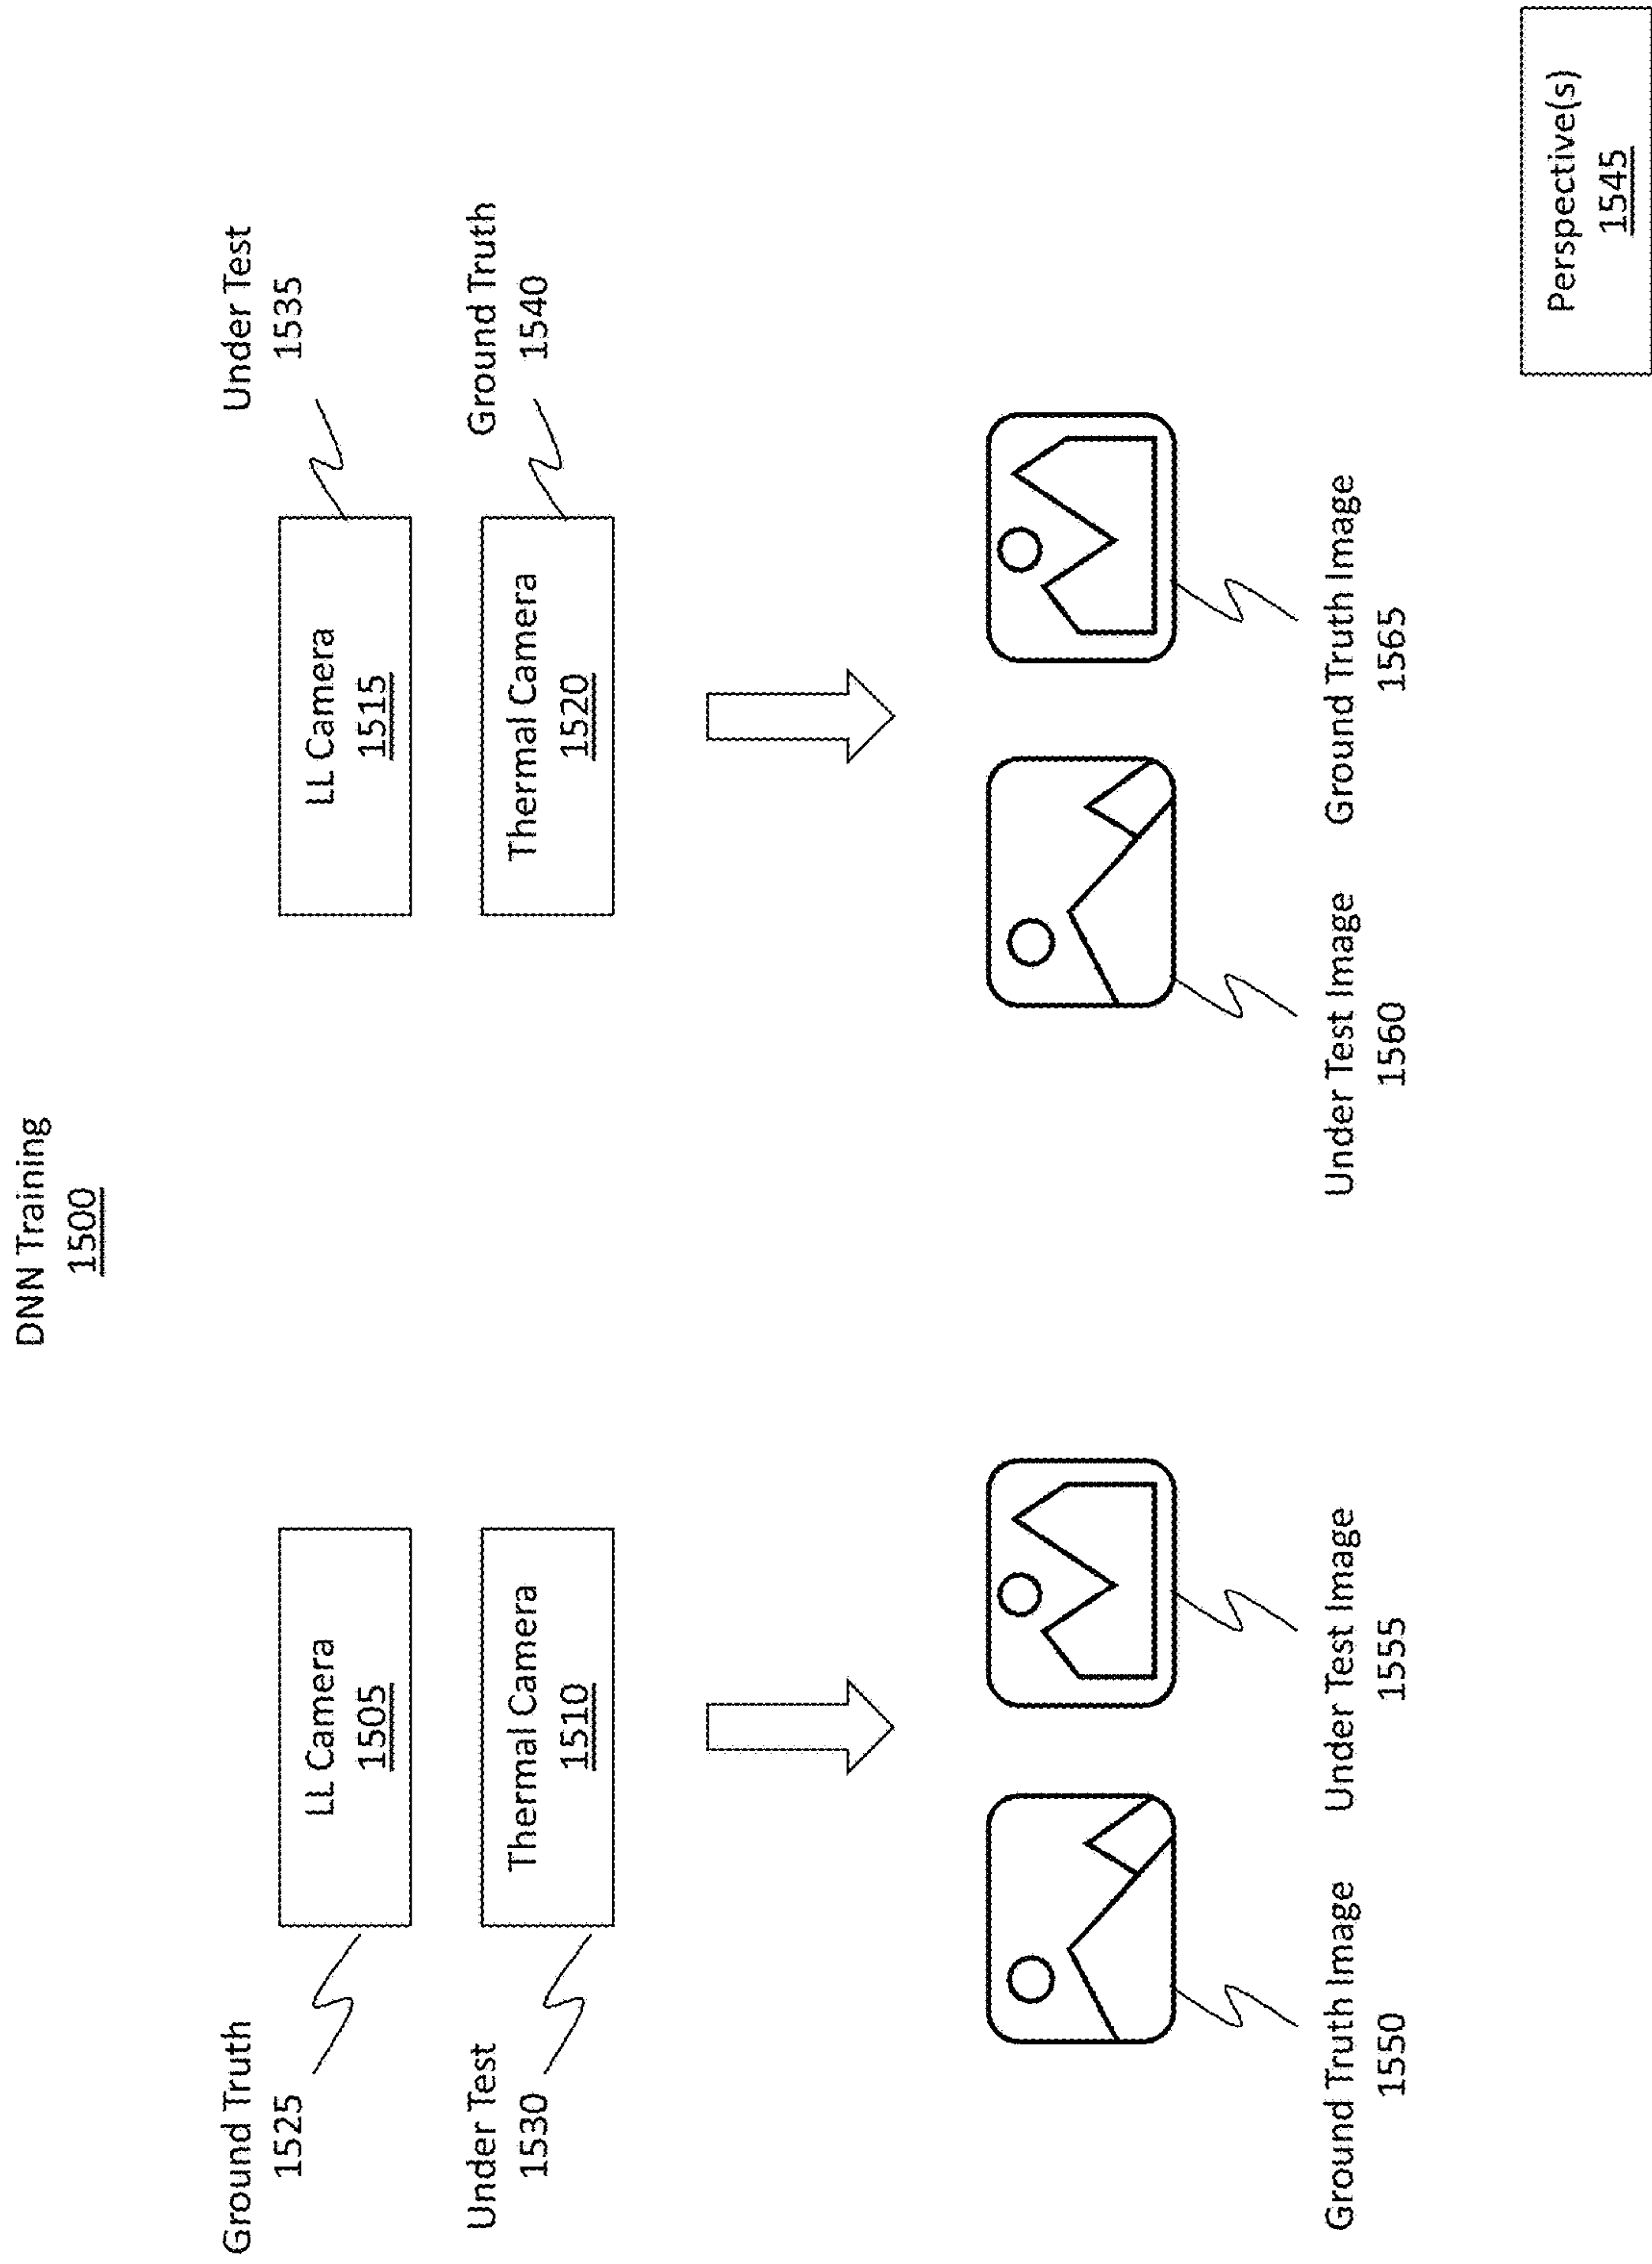 DNN Training
1500
Ground Truth
1525
LL Camera
1505
Under Test
1530
Thermal Camera
1510
LL Camera
1515
Under Test
1535
Thermal Camera
1520
Ground Truth
1540
Ground Truth Image
1550
Under Test Image
1555
Under Test Image
1560
Ground Truth Image
1565
Perspective(s)
1545